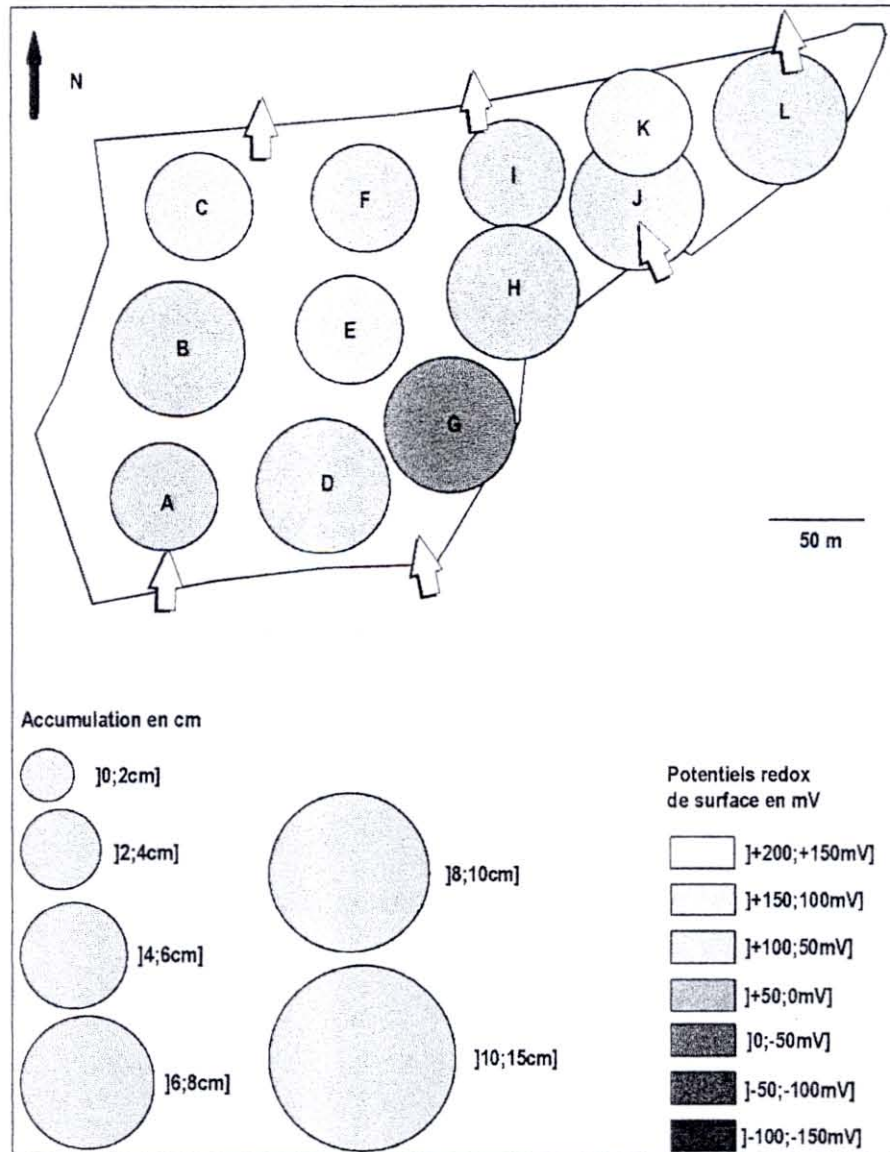 N
K
L
C
F
I
J
H
B
E
G
A
D
50 m
Accumulation en cm
]0;2cm]
]2;4cm]
]4;6cm]
]6;8cm]
]8;10cm]
]10;15cm]
Potentiels redox
de surface en mV
]+200;+150mV]
]+150;100mV]
]+100;50mV]
]+50;0mV]
]0;-50mV]
]-50;-100mV]
]-100;-150mV]